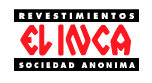 REVESTIMIENTOS
EL INCA
SOCIEDAD ANONIMA